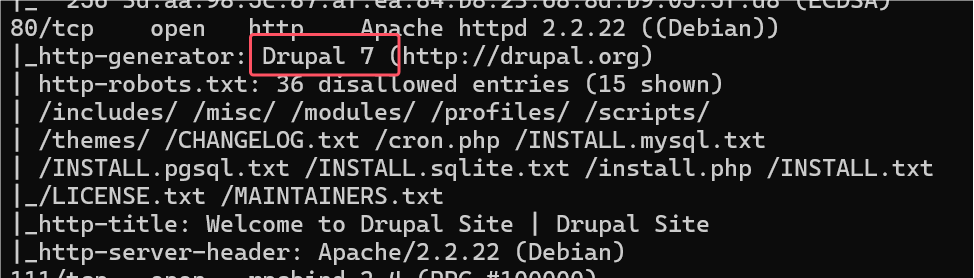 80/tcp open http Apache httpd 2.2.22 ((Debian))
|_http-generator: Drupal 7 (http://drupal.org)
| http-robots.txt: 36 disallowed entries (15 shown)
| /includes/ /misc/ /modules/ /profiles/ /scripts/
| /themes/ /CHANGELOG.txt /cron.php /INSTALL.mysql.txt
| /INSTALL.pgsql.txt /INSTALL.sqlite.txt /install.php /INSTALL.txt
|_/LICENSE.txt /MAINTAINERS.txt
|_http-title: Welcome to Drupal Site | Drupal Site
|_http-server-header: Apache/2.2.22 (Debian)
111/tcp open rpcbind 2-4 (RPC #100000)